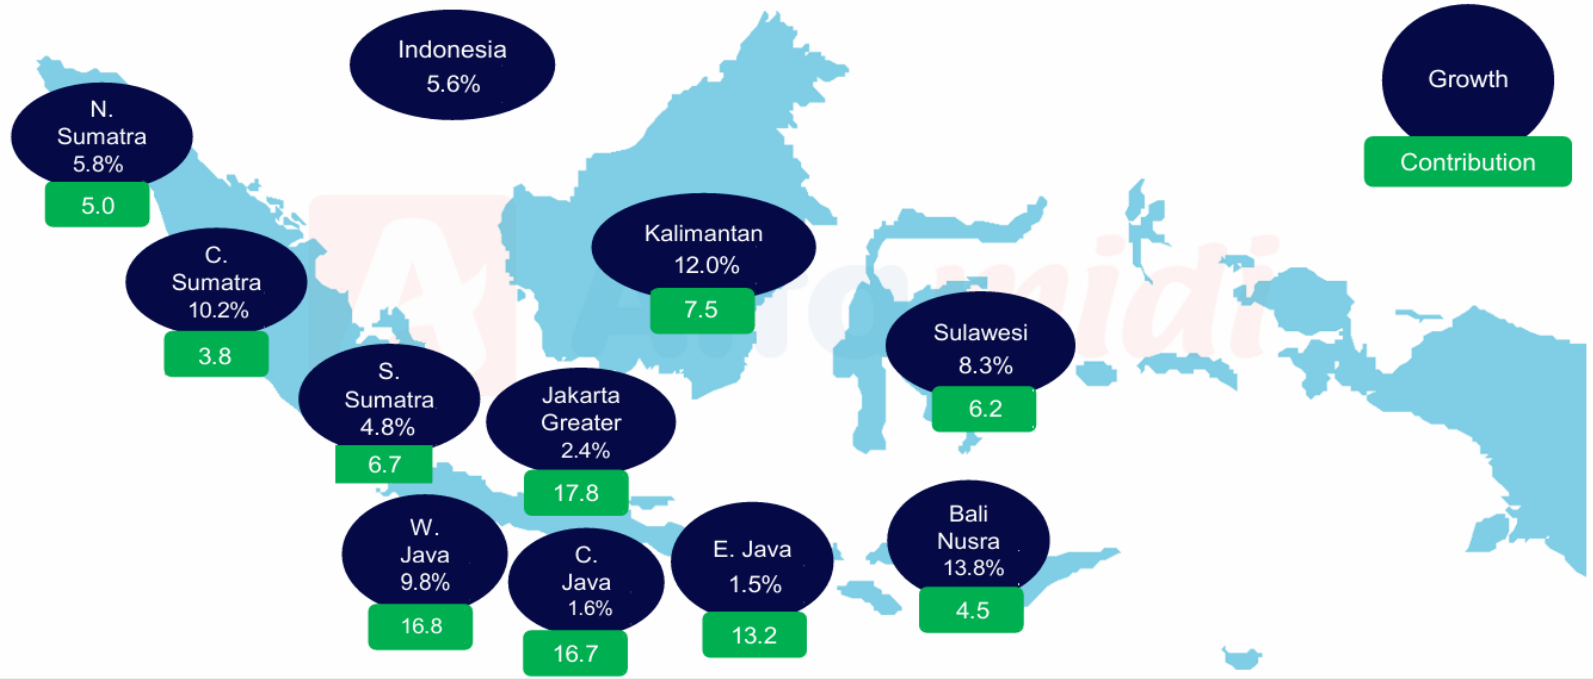 Indonesia
5.6%
Growth
Contribution
N.
Sumatra
5.8%
5.0
C.
Sumatra
10.2%
3.8
S.
Sumatra
4.8%
6.7
Jakarta
Greater
2.4%
17.8
Kalimantan
12.0%
7.5
Sulawesi
8.3%
6.2
W.
Java
9.8%
16.8
C.
Java
1.6%
16.7
E. Java
1.5%
13.2
Bali
Nusra
13.8%
4.5
Alfamidi